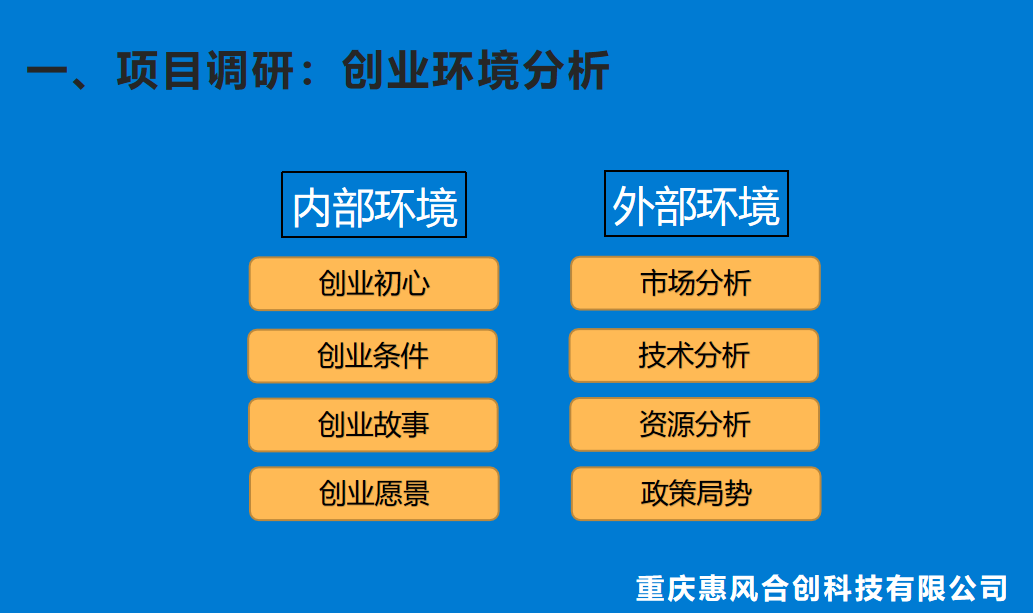 一、项目调研：创业环境分析
内部环境
创业初心
创业条件
创业故事
创业愿景
外部环境
市场分析
技术分析
资源分析
政策局势
重庆惠风合创科技有限公司